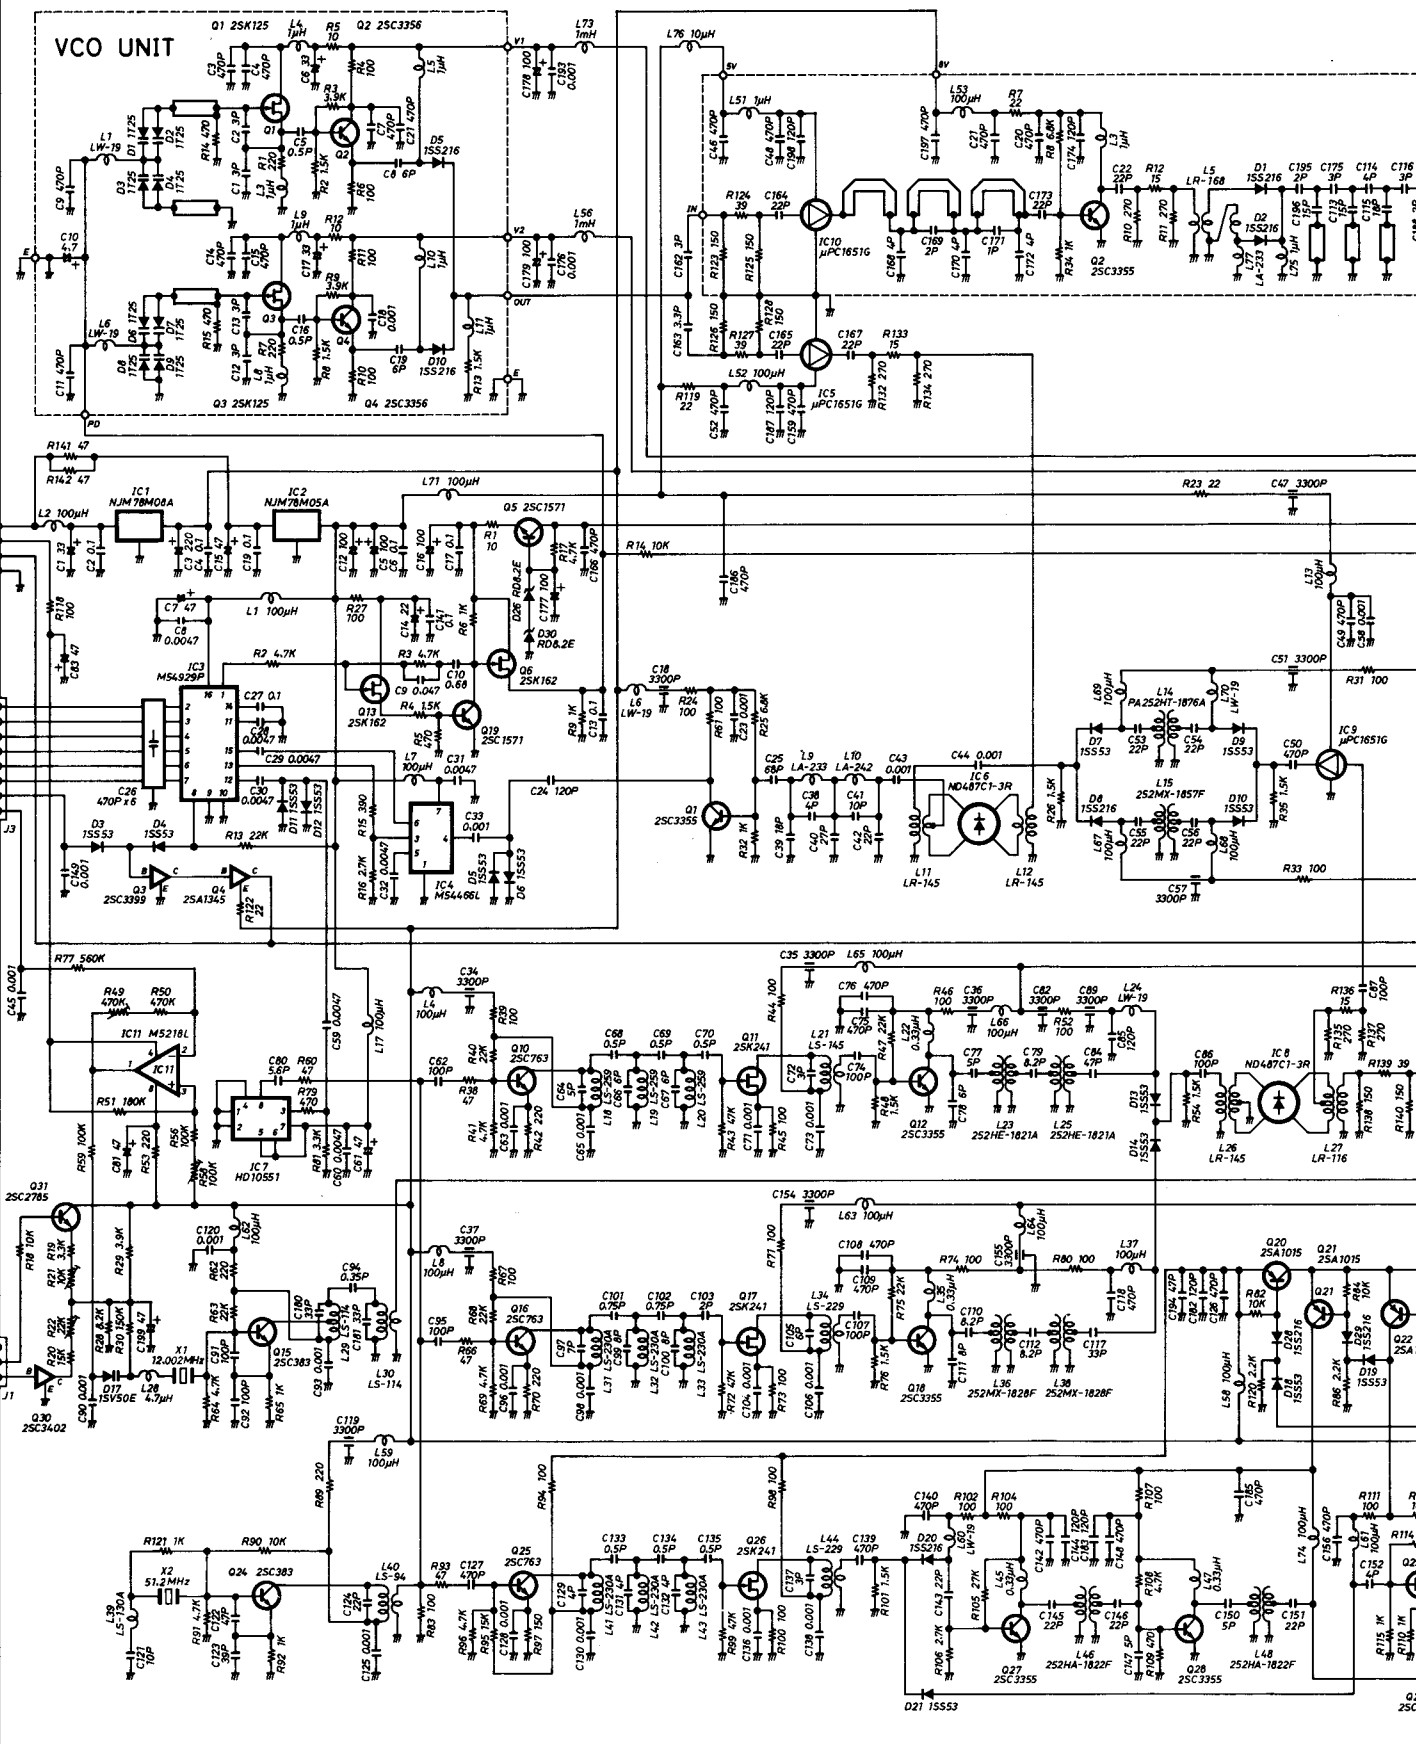 VCO UNIT
Q1 2SK125
L4 1μH
R5 10
Q2 2SC3356
C3 470P
C4 470P
C6 33
R4 100
L5 1μH
V1
C178 100
C193 0.001
L73 1mH
L76 10μH
5V
8V
D1 1T25
D2 1T25
R14 470
C2 3P
Q1
R3 3.9K
C5 0.5P
Q2
C7 470P
C21 470P
D5 1SS216
L1 LW-19
D3 1T25
D4 1T25
C1 3P
R1 220
L3 1μH
R2 1.5K
R6 100
C8 6P
C9 470P
E
C10 4.7
C14 470P
C15 470P
L9 1μH
C17 33
R12 10
R11 100
L10 1μH
V2
C179 100
C176 0.001
L56 1mH
OUT
L6 LW-19
D6 1T25
D7 1T25
D8 1T25
D9 1T25
R15 470
C13 3P
C12 3P
Q3
R7 220
L8 1μH
C16 0.5P
R9 3.9K
R8 1.5K
Q4
R10 100
C18 0.001
C19 6P
D10 1SS216
L11 1μH
R13 1.5K
E
C11 470P
Q3 2SK125
Q4 2SC3356
PD
C46 470P
L51 1μH
C48 470P
C198 120P
C197 470P
L53 100μH
C21 470P
R7 22
C20 470P
R8 6.8K
C174 120P
L3 1μH
C22 22P
R12 15
L5 LR-168
D1 1SS216
D2 1SS216
C195 2P
C175 3P
C114 4P
C116 3P
C196 15P
C113 15P
C115 18P
R10 270
R11 270
L77 LA-233
L75 1μH
IN
R124 39
C164 22P
IC10 μPC1651G
C162 3P
R123 150
R125 150
C168 4P
C169 2P
C170 4P
C171 1P
C172 4P
C173 22P
R34 1K
Q2 2SC3355
C163 3.3P
R126 150
R127 39
R128 150
C165 22P
C167 22P
R133 15
IC5 μPC1651G
R132 270
R134 270
R119 22
L52 100μH
C52 470P
C187 120P
C159 470P
R141 47
R142 47
L2 100μH
IC1 NJM78M08A
IC2 NJM78M05A
C1 33
C2 0.1
C3 220
C4 0.1
C15 47
C19 0.1
C12 100
C5 100
C6 0.1
L71 100μH
C16 100
C17 0.1
R1 10
Q5 2SC1571
R17 4.7K
C166 470P
R14 10K
C186 470P
R23 22
C47 3300P
L13 100μH
C49 470P
C58 0.001
R118 100
C7 47
C8 0.0047
L1 100μH
R27 100
C14 22
C141 0.1
R6 1K
D26 RD8.2E
C177 100
D30 RD8.2E
C83 47
IC3 M54929P
R2 4.7K
R3 4.7K
C9 0.047
C10 0.68
Q6 2SK162
Q13 2SK162
R4 1.5K
R5 470
Q19 2SC1571
R9 1K
C13 0.1
L6 LW-19
C18 3300P
R24 100
R61 100
C23 0.001
R25 6.8K
C26 470P x 6
C27 0.1
C28 0.0047
C29 0.0047
C30 0.0047
D11 1SS53
D12 1SS53
16 1 2 3 4 5 6 7 8 9 10 14 11 15 13 12
L7 100μH
C31 0.0047
C24 120P
R15 390
R16 2.7K
C32 0.0047
IC4 M54466L
C33 0.001
D5 1SS53
D6 1SS53
J3
D3 1SS53
D4 1SS53
R13 22K
C149 0.001
Q3 2SC3399
Q4 2SA1345
R122 22
Q1 2SC3355
R32 1K
C25 68P
L9 LA-233
L10 LA-242
C43 0.001
C38 4P
C41 10P
C39 18P
C40 27P
C42 22P
C44 0.001
IC6 ND487C1-3R
L11 LR-145
L12 LR-145
R26 1.5K
L69 100μH
L14 PA252HT-1876A
L70 LW-19
C51 3300P
R31 100
D7 1SS53
C53 22P
C54 22P
D9 1SS53
C50 470P
IC9 μPC1651G
D8 1SS216
L15 252MX-1857F
D10 1SS53
R35 1.5K
L67 100μH
C55 22P
C56 22P
L68 100μH
C57 3300P
R33 100
R77 560K
C45 0.001
R49 470K
R50 470K
IC11 M5218L
IC11
R51 180K
R59 100K
C81 47
R53 220
R56 100K
R58 100K
C80 5.6P
R60 47
R79 470
IC7 HD10551
R81 3.3K
C59 0.0047
C60 0.0047
C61 47
L17 100μH
L4 100μH
C34 3300P
R39 100
R40 22K
C62 100P
R38 47
Q10 2SC763
R41 4.7K
C63 0.001
R42 220
C64 5P
C65 0.001
L18 LS-259
C68 0.5P
C66 6P
L19 LS-259
C69 0.5P
C67 6P
L20 LS-259
C70 0.5P
Q11 2SK241
R43 47K
C71 0.001
R45 100
R44 100
C35 3300P
L65 100μH
C76 470P
C75 470P
L21 LS-145
C72 3P
C73 0.001
C74 100P
R47 22K
L22 0.33μH
R46 100
R48 1.5K
Q12 2SC3355
C36 3300P
L66 100μH
C82 3300P
R52 100
C89 3300P
C85 120P
L24 LW-19
C77 5P
C78 6P
L23 252HE-1821A
C79 8.2P
L25 252HE-1821A
C84 47P
D13 1SS53
D14 1SS53
R54 1.5K
C86 100P
L26 LR-145
IC8 ND487C1-3R
L27 LR-116
R135 270
R136 15
R137 270
C87 100P
R138 150
R139 39
R140 150
Q31 2SC2785
R18 10K
R19 3.3K
R21 10K
R22 22K
R20 15K
R28 8.2K
R30 150K
C199 47
R29 3.9K
J1
Q30 2SC3402
C90 0.001
D17 1SV50E
L28 4.7μH
X1 12.002MHz
C120 0.001
L62 100μH
R62 220
R63 22K
R64 4.7K
C91 100P
C92 100P
Q15 2SC383
R65 1K
C180 33P
C93 0.001
L29 LS-114
C94 0.35P
C181 33P
L30 LS-114
C119 3300P
L59 100μH
L8 100μH
C37 3300P
R67 100
R68 22K
C95 100P
R66 47
Q16 2SC763
R69 4.7K
C96 0.001
R70 220
C97 7P
C98 0.001
L31 LS-230A
C101 0.75P
C99 8P
L32 LS-230A
C102 0.75P
C100 8P
L33 LS-230A
C103 2P
Q17 2SK241
R72 47K
C104 0.001
R73 100
R71 100
C154 3300P
L63 100μH
C108 470P
C109 470P
L34 LS-229
C106 0.001
C107 100P
R75 22K
R76 1.5K
L35 0.33μH
R74 100
Q18 2SC3355
C155 3300P
L64 100μH
R80 100
L37 100μH
C118 470P
C110 8.2P
C111 8P
L36 252MX-1828F
C112 8.2P
L38 252MX-1828F
C117 33P
C194 47P
C182 120P
C126 470P
Q20 2SA1015
Q21 2SA1015
Q21
R82 10K
R84 10K
Q22 2SA1
D28 1SS216
D29 1SS216
D18 1SS53
D19 1SS53
R120 2.2K
R86 2.2K
L58 100μH
R89 220
R121 1K
R90 10K
X2 51.2MHz
L39 LS-130A
C121 10P
R91 4.7K
C122
C123 39P
Q24 2SC383
R92 1K
C124 22P
C125 0.001
L40 LS-94
R83 100
R93 47
C127 470P
R94 100
Q25 2SC763
R96 4.7K
R95 15K
C128 0.001
R97 150
C129 4P
C130 0.001
L41 LS-230A
C133 0.5P
C131 4P
L42 LS-230A
C134 0.5P
C132 4P
L43 LS-230A
C135 0.5P
Q26 2SK241
R99 47K
C136 0.001
R100 100
R98 100
C137 3P
C138 0.001
L44 LS-229
C139 470P
R101 1.5K
C140 470P
D20 1SS216
L60 LW-19
R102 100
R104 100
C143 22P
R105 27K
R106 2.7K
L45 0.33μH
Q27 2SC3355
C142 470P
C144 120P
C183 120P
C148 470P
C145 22P
L46 252HA-1822F
C146 22P
C147 5P
R107 100
R108 4.7K
R109 470
L47 0.33μH
Q28 2SC3355
C150 5P
L48 252HA-1822F
C151 22P
C185 470P
L74 100μH
C156 470P
L61 100μH
R111 100
R114
C152 4P
R115 1K
R110 1K
D21 1SS53